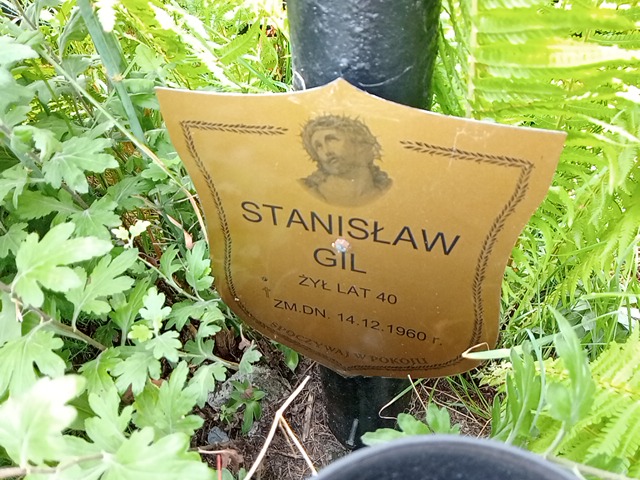 STANISŁAW
GIL
ŻYŁ LAT 40
ZM.DN. 14.12.1960 r.
SPOCZYWAJ W POKOJU